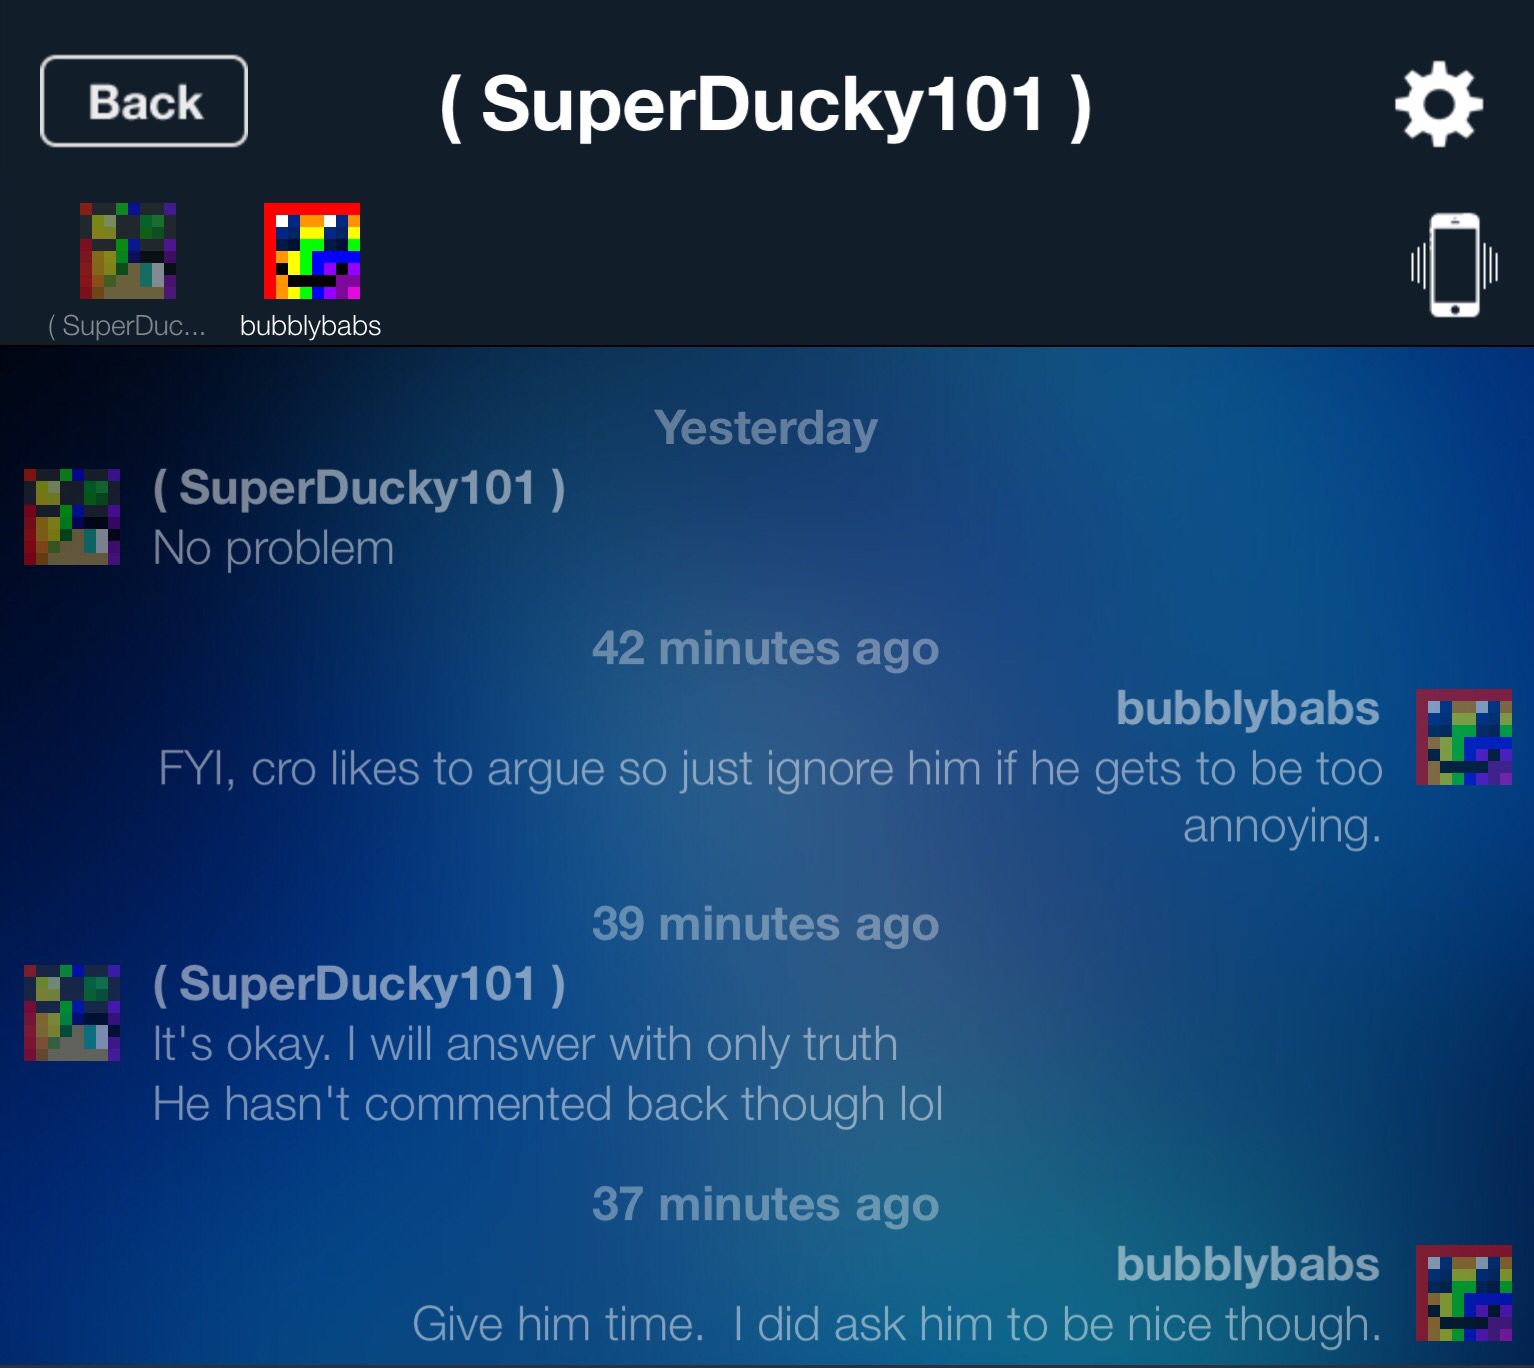 Back
( SuperDucky101 )
( SuperDuc...
bubblybabs
Yesterday
( SuperDucky101 )
No problem
42 minutes ago
bubblybabs
FYI, cro likes to argue so just ignore him if he gets to be too
annoying.
39 minutes ago
( SuperDucky101 )
It's okay. I will answer with only truth
He hasn't commented back though lol
37 minutes ago
bubblybabs
Give him time.  I did ask him to be nice though.